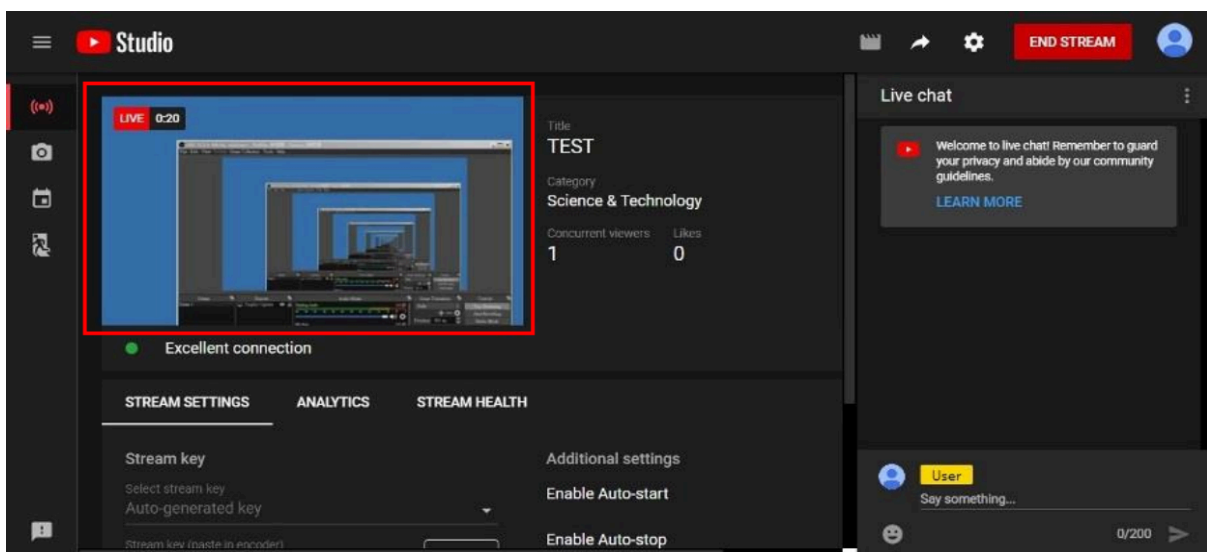 Studio
END STREAM
LIVE 0:20
Title
TEST
Category
Science & Technology
Concurrent viewers Likes
1 0
Excellent connection
STREAM SETTINGS ANALYTICS STREAM HEALTH
Stream key
Select stream key
Auto-generated key
Stream key (paste in encoder)
Additional settings
Enable Auto-start
Enable Auto-stop
Live chat
Welcome to live chat! Remember to guard
your privacy and abide by our community
guidelines.
LEARN MORE
User
Say something...
0/200